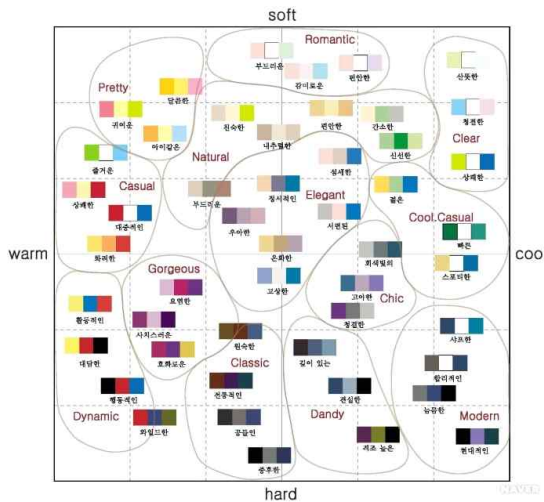 soft
Romantic
부드러운
감미로운
편안한
산뜻한
Pretty
달콤한
귀여운
아이같은
친숙한
내추럴한
편안한
간소한
신선한
청전한
Clear
상쾌한
즐거운
Natural
섬세한
Casual
상쾌한
대중적인
화려한
부드러운
정서적인
Elegant
우아한
세련된
젊은
Cool.Casual
빠른
스포티한
warm
coo
온화한
고상한
회색빛의
고아한
Chic
청결한
Gorgeous
요염한
사치스러운
호화로운
활동적인
대담한
행동적인
Dynamic
와일드한
원숙한
Classic
전통적인
공들인
중후한
깊이 있는
관심한
Dandy
격조 높은
샤프한
합리적인
늠름한
Modern
현대적인
hard
NAVER